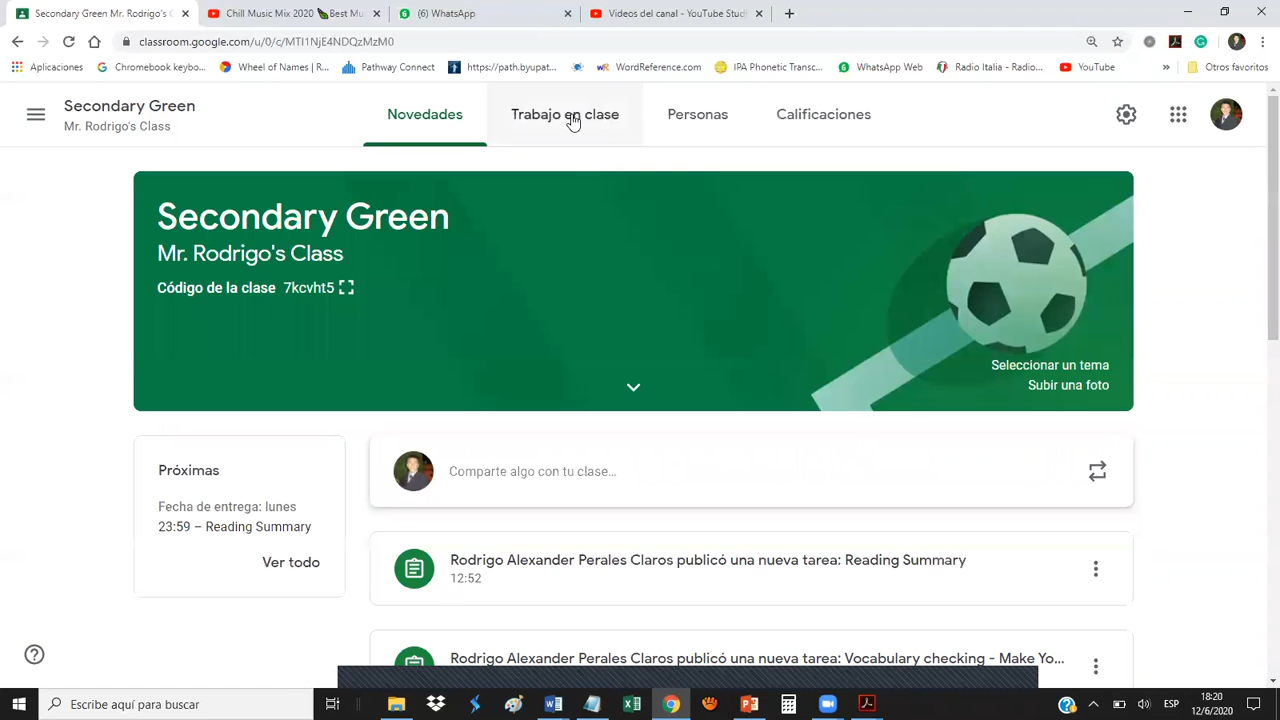 Secondary Green Mr. Rodrigo's C
Chill Music Mix 2020 Best Mu
(6) WhatsApp
Videos del canal - YouTube Studi
classroom.google.com/u/0/c/MTI1NjE4NDQzMzM0
Aplicaciones
Chromebook keybo...
Wheel of Names | R...
Pathway Connect
https://path.byupat...
WordReference.com
IPA Phonetic Transc...
WhatsApp Web
Radio Italia - Radio...
YouTube
»
Otros favoritos
Secondary Green
Mr. Rodrigo's Class
Novedades
Trabajo en clase
Personas
Calificaciones
Secondary Green
Mr. Rodrigo's Class
Código de la clase 7kcvht5
Seleccionar un tema
Subir una foto
Próximas
Fecha de entrega: lunes
23:59 – Reading Summary
Ver todo
Comparte algo con tu clase...
Rodrigo Alexander Perales Claros publicó una nueva tarea: Reading Summary
12:52
Rodrigo Alexander Perales Claros publicó una nueva tarea: Vocabulary checking - Make Yo...
Escribe aquí para buscar
ESP
18:20
12/6/2020